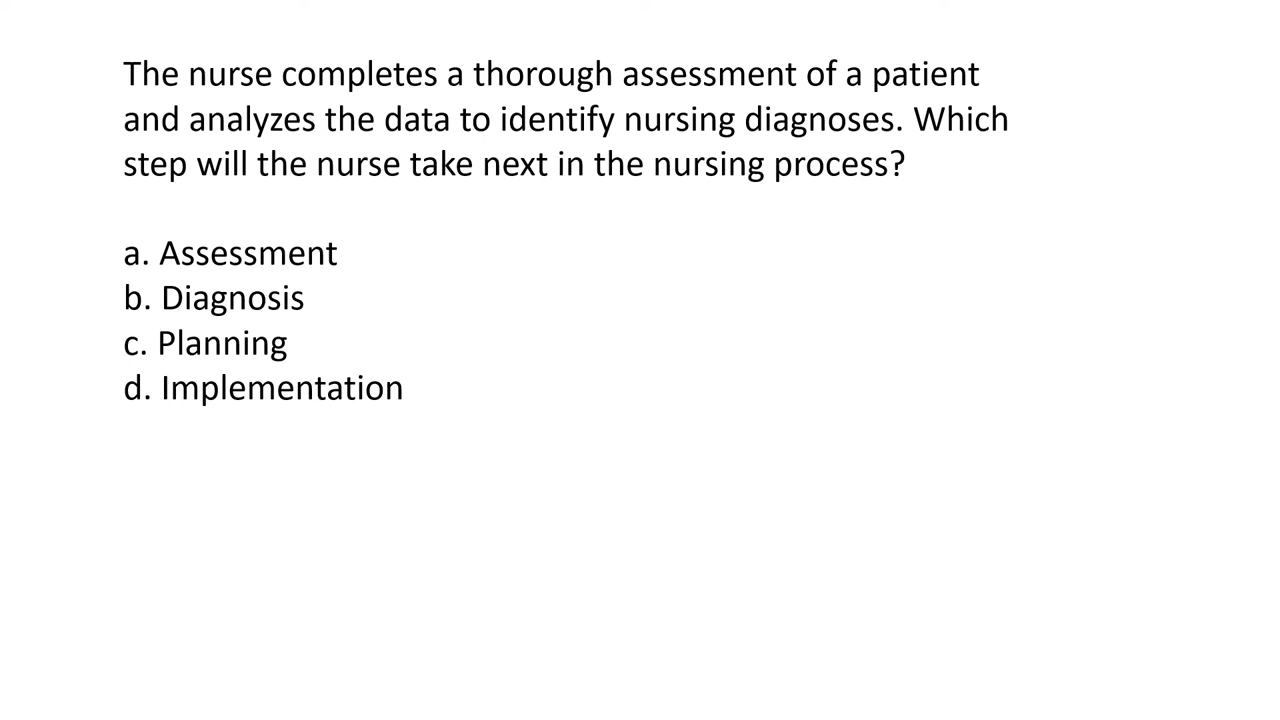 The nurse completes a thorough assessment of a patient
and analyzes the data to identify nursing diagnoses. Which
step will the nurse take next in the nursing process?
a. Assessment
b. Diagnosis
c. Planning
d. Implementation